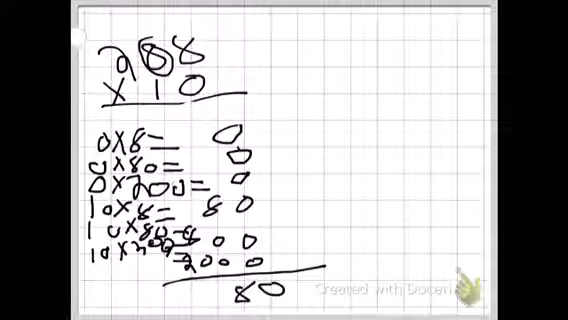 288
x 10
0x8= 0
0x80= 0
0x200= 0
10x8= 80
10x80=800
10x200=2000
80
Created with Doceri